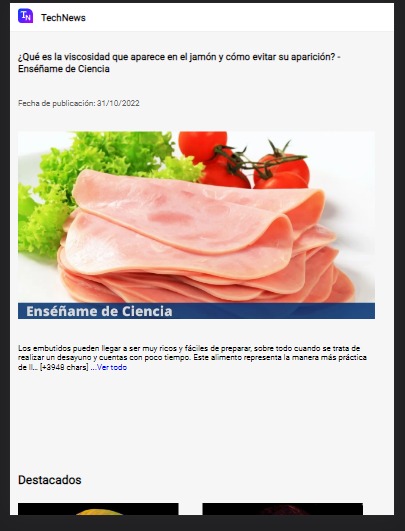 TN TechNews
¿Qué es la viscosidad que aparece en el jamón y cómo evitar su aparición? -
Enséñame de Ciencia
Fecha de publicación: 31/10/2022
Enséñame de Ciencia
Los embutidos pueden llegar a ser muy ricos y fáciles de preparar, sobre todo cuando se trata de
realizar un desayuno y cuentas con poco tiempo. Este alimento representa la manera más práctica
de ll… [+3948 chars] ...Ver todo
Destacados